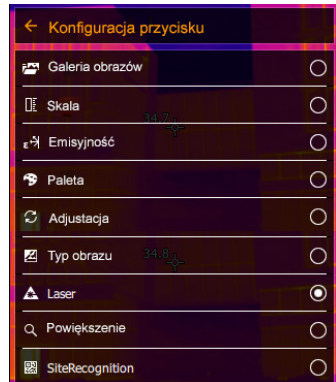 Konfiguracja przycisku
Galeria obrazów
Skala
34.7
Emisyjność
Paleta
Adjustacja
Typ obrazu
34.8
Laser
Powiększenie
SiteRecognition